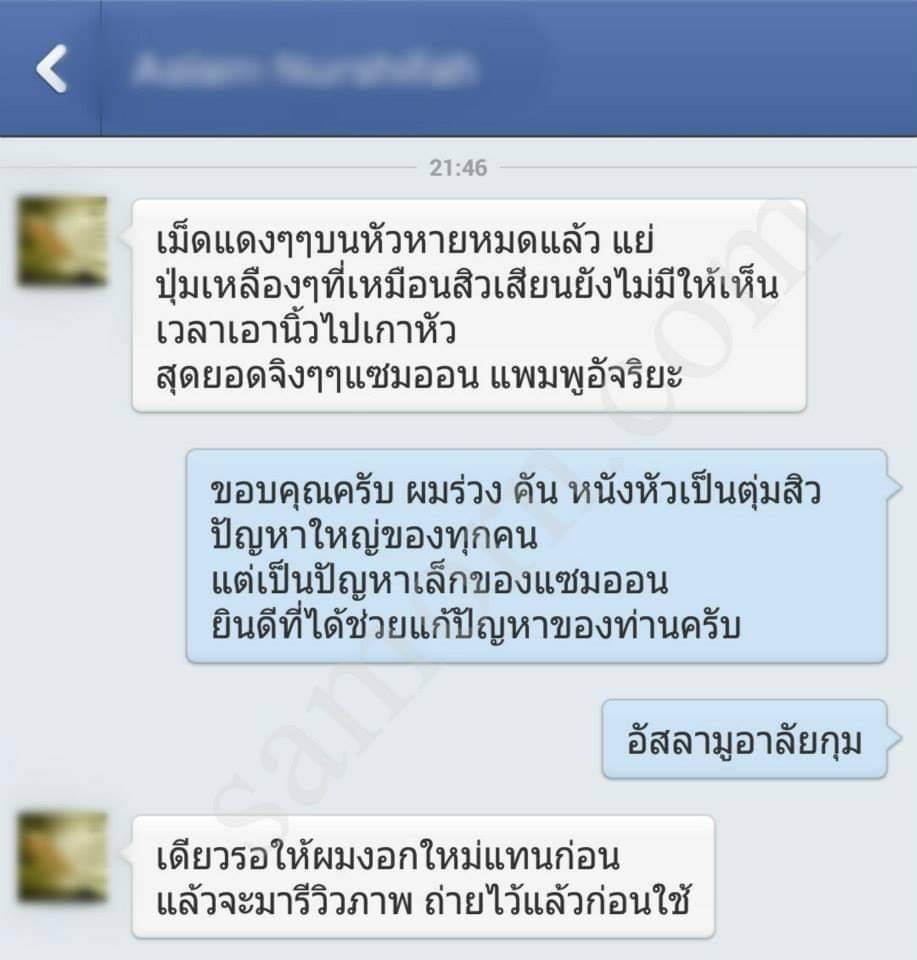 21:46
เม็ดแดงๆๆบนหัวหายหมดแล้ว แย่
ปุ่มเหลืองๆที่เหมือนสิวเสียนยังไม่มีให้เห็น
เวลาเอานิ้วไปเกาหัว
สุดยอดจิงๆๆแซมออน แพมพูอัจริยะ
ขอบคุณครับ ผมร่วง คัน หนังหัวเป็นตุ่มสิว
ปัญหาใหญ่ของทุกคน
แต่เป็นปัญหาเล็กของแซมออน
ยินดีที่ได้ช่วยแก้ปัญหาของท่านครับ
อัสลามูอาลัยกุม
เดียวรอให้ผมงอกใหม่แทนก่อน
แล้วจะมารีวิวภาพ ถ่ายไว้แล้วก่อนใช้